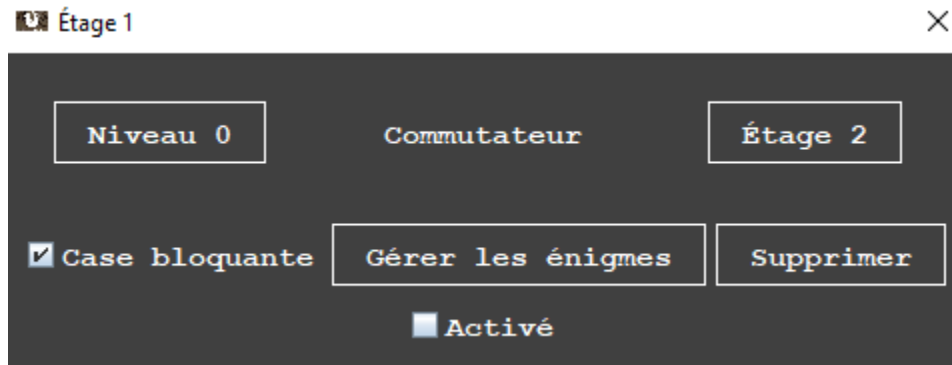 Étage 1
Niveau 0 Commutateur Étage 2
Case bloquante Gérer les énigmes Supprimer
Activé